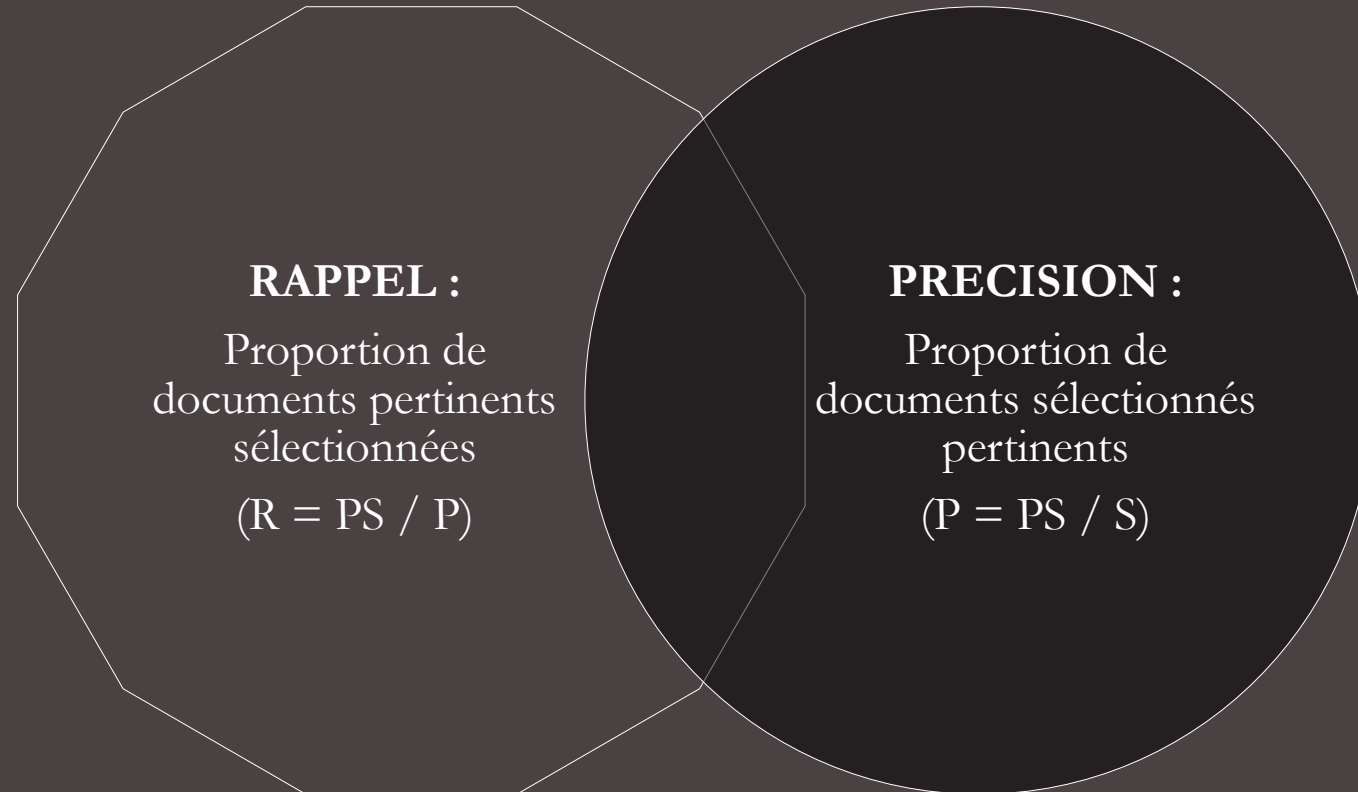 RAPPEL :
Proportion de
documents pertinents
sélectionnées
(R = PS / P)
PRECISION :
Proportion de
documents sélectionnés
pertinents
(P = PS / S)